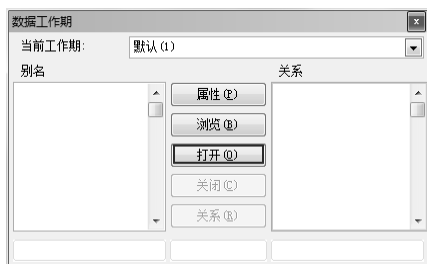 数据工作期
当前工作期: 默认(1)
别名 关系
属性(P)
浏览(B)
打开(O)
关闭(C)
关系(R)